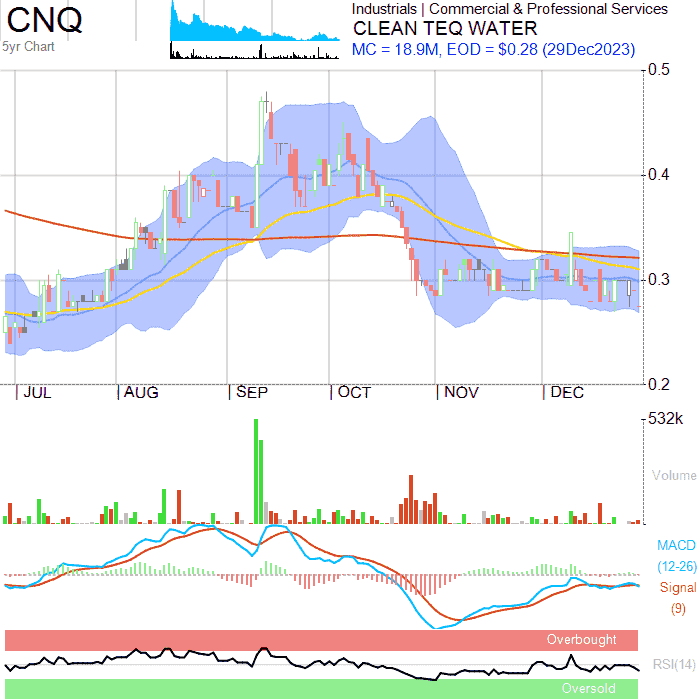 CNQ
5yr Chart
Industrials | Commercial & Professional Services
CLEAN TEQ WATER
MC = 18.9M, EOD = $0.28 (29Dec2023)
0.5
0.4
0.3
0.2
JUL AUG SEP OCT NOV DEC
532k
Volume
MACD
(12-26)
Signal
(9)
Overbought
RSI(14)
Oversold